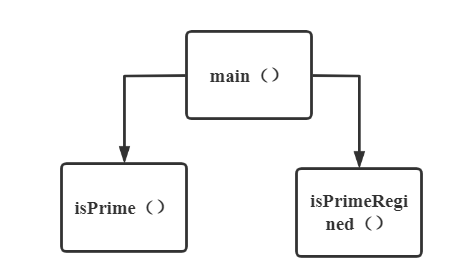 main（）
isPrime（）
isPrimeRegi
ned（）